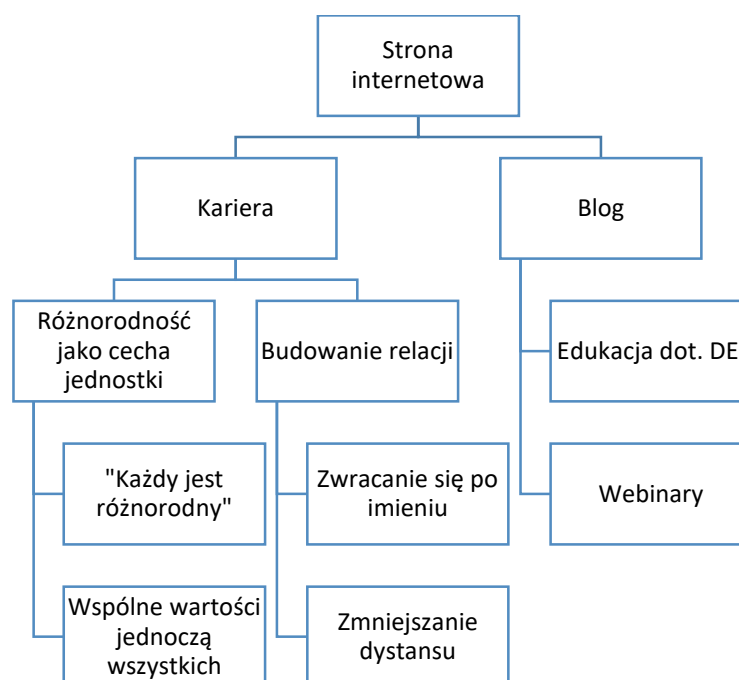 Strona
internetowa
Kariera
Blog
Różnorodność
jako cecha
jednostki
Budowanie relacji
Edukacja dot. DE
"Każdy jest
różnorodny"
Zwracanie się po
imieniu
Webinary
Wspólne wartości
jednoczą
wszystkich
Zmniejszanie
dystansu